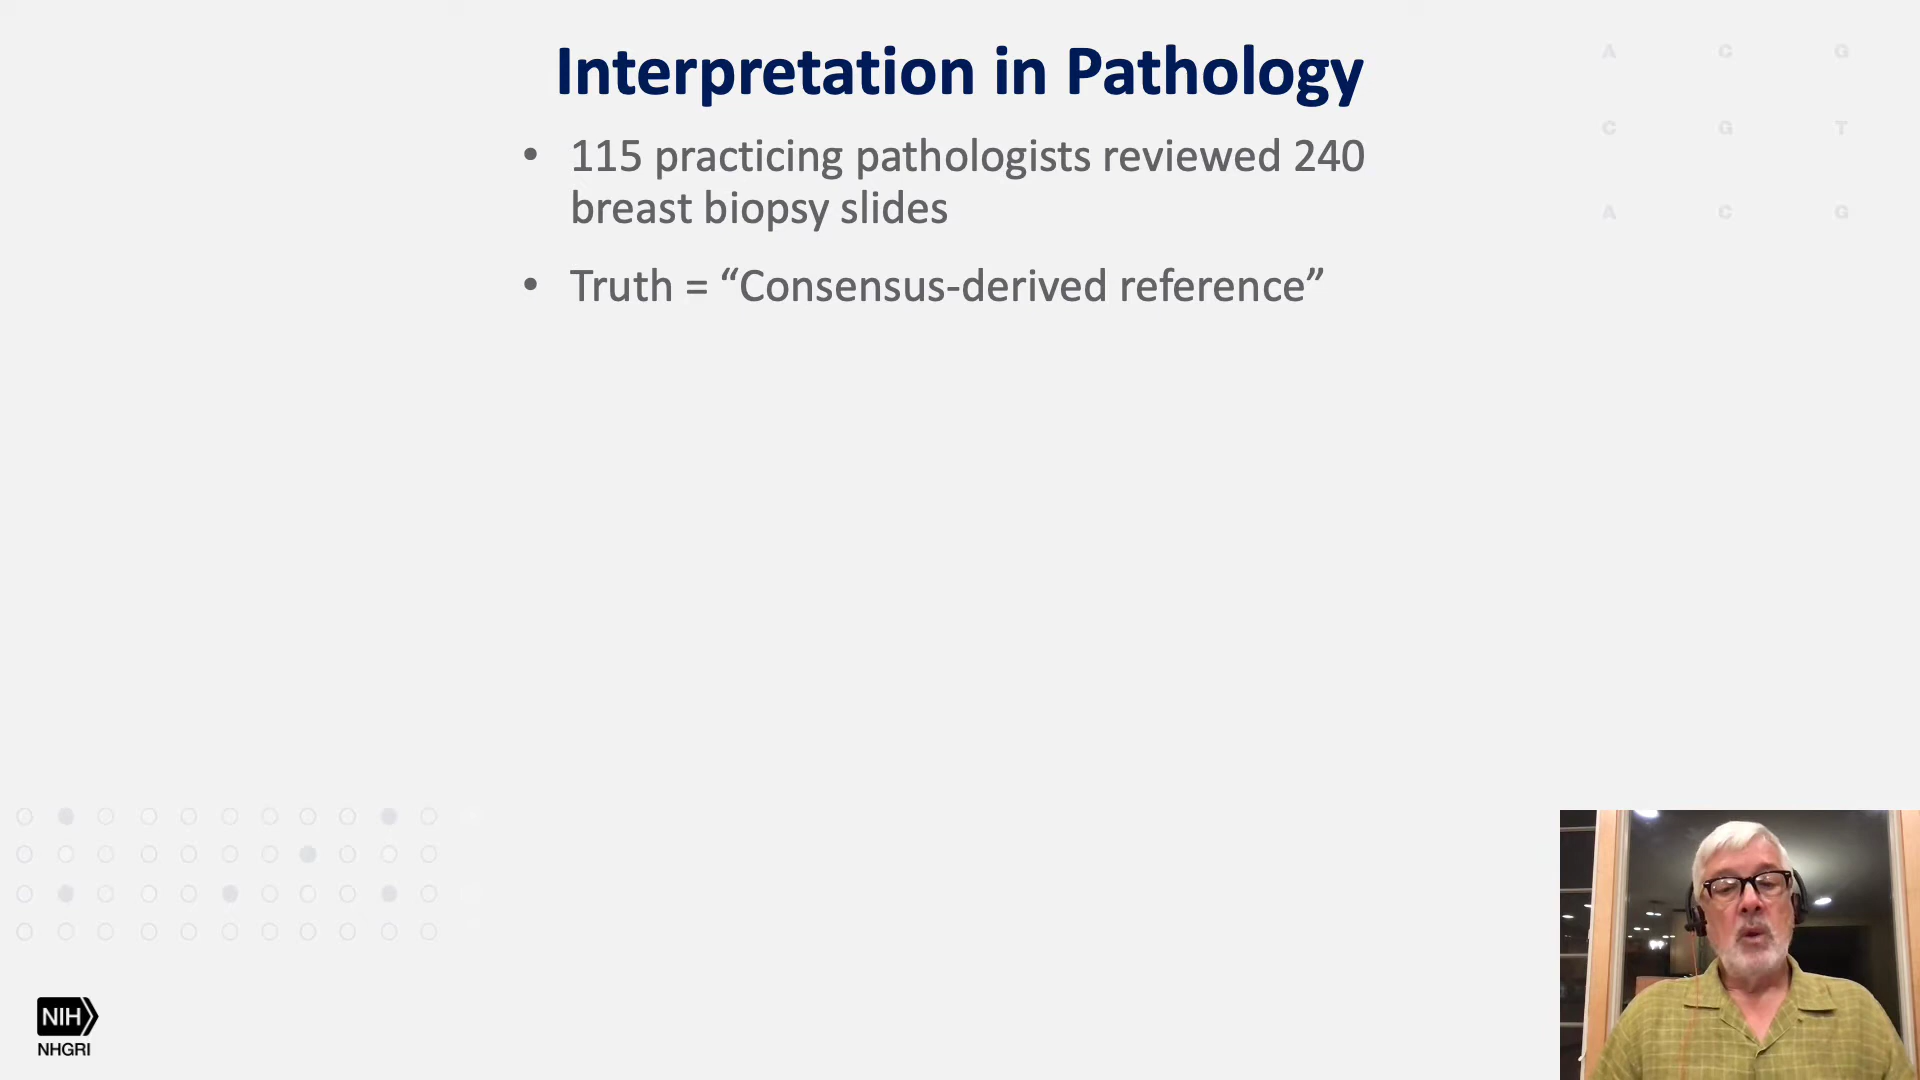 Interpretation in Pathology
• 115 practicing pathologists reviewed 240
breast biopsy slides
• Truth = “Consensus-derived reference”
A C G
C G T
A C G
NIH
NHGRI